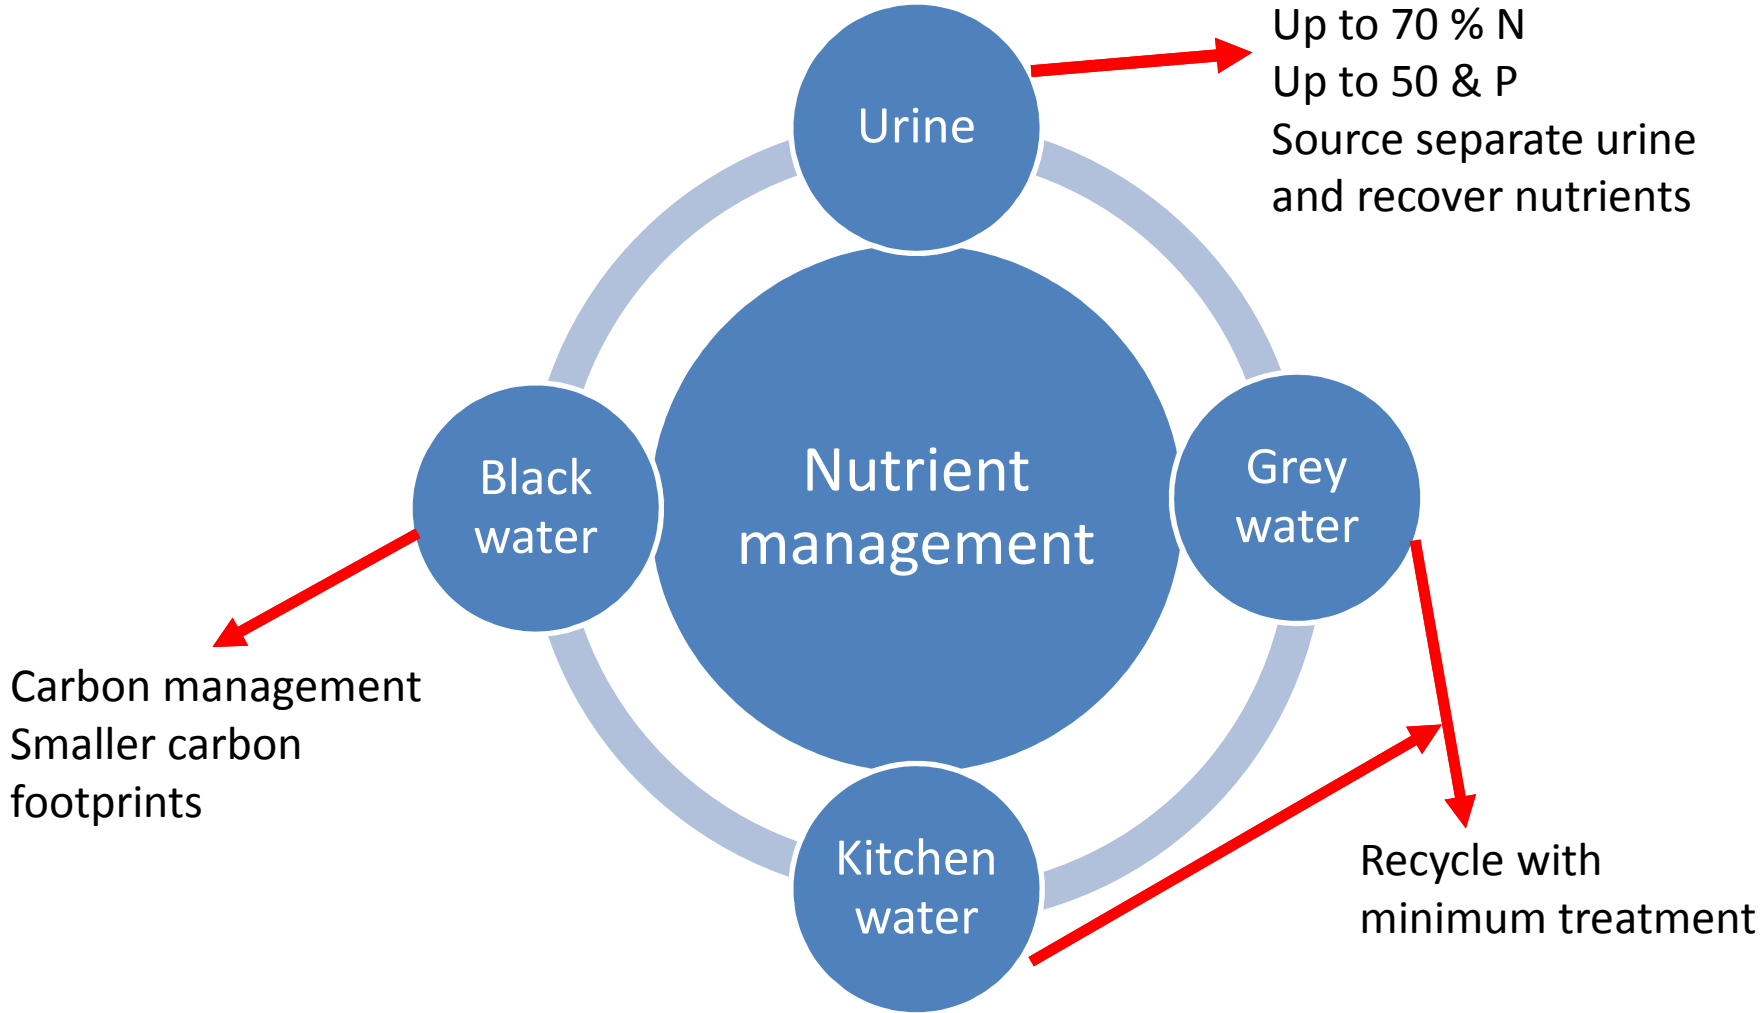 Up to 70 % N
Up to 50 & P
Source separate urine
and recover nutrients
Urine
Black
water
Nutrient
management
Grey
water
Carbon management
Smaller carbon
footprints
Kitchen
water
Recycle with
minimum treatment